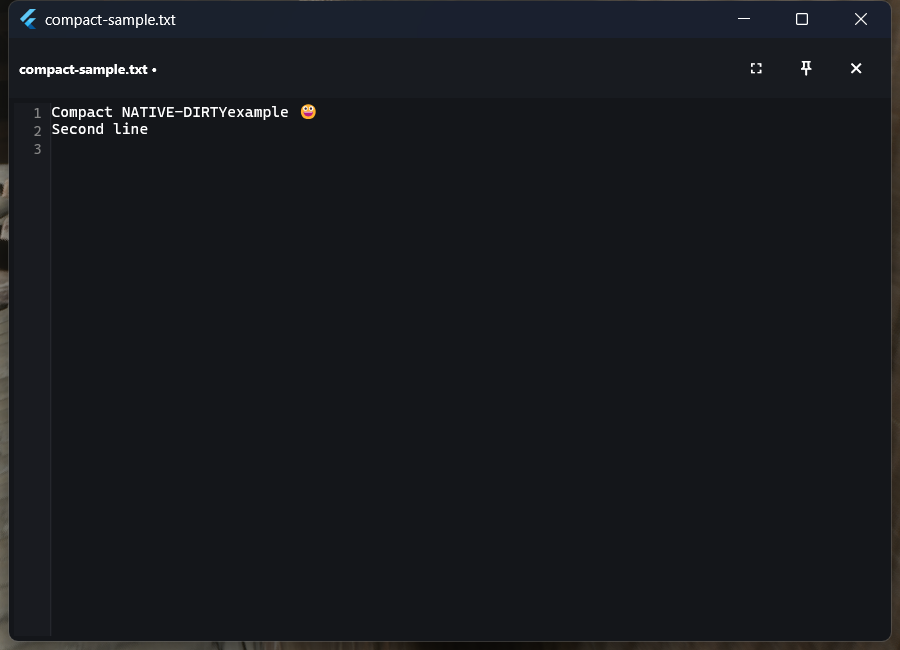 compact-sample.txt
compact-sample.txt •
1 Compact NATIVE-DIRTYexample 😀
2 Second line
3